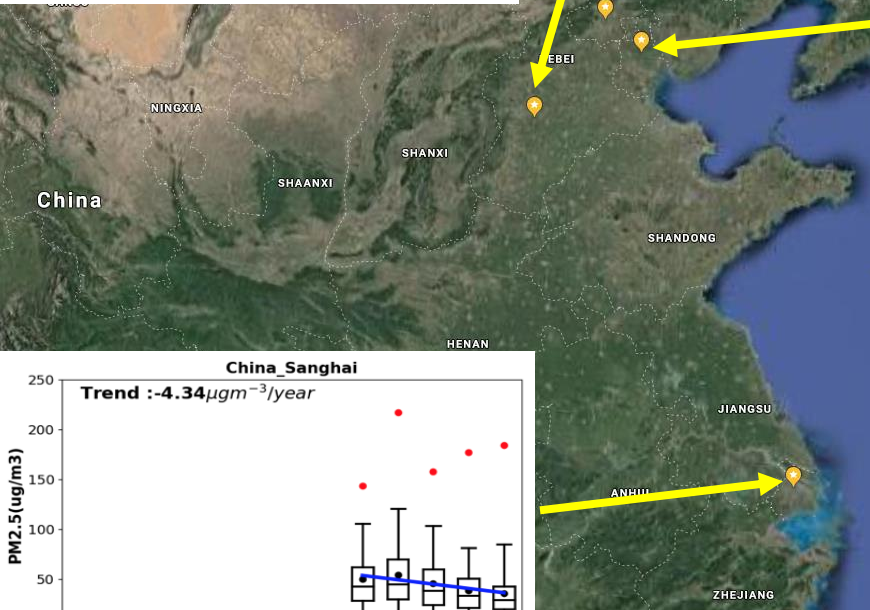 EBEI
NINGXIA
SHANXI
SHAANXI
China
SHANDONG
HENAN
China_Sanghai
Trend :-4.34μgm⁻³/year
250
200
150
100
50
PM2.5(ug/m3)
JIANGSU
ANHUI
ZHEJIANG